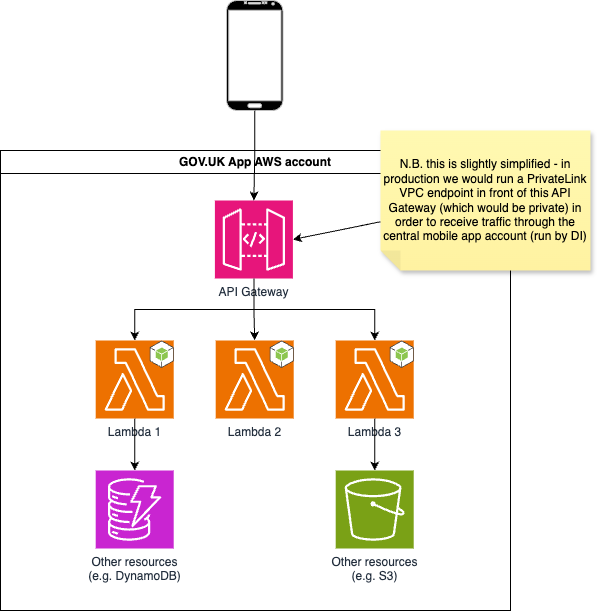 GOV.UK App AWS account
N.B. this is slightly simplified - in
production we would run a PrivateLink
VPC endpoint in front of this API
Gateway (which would be private) in
order to receive traffic through the
central mobile app account (run by DI)
</>
API Gateway
Lambda 1
Lambda 2
Lambda 3
Other resources
(e.g. DynamoDB)
Other resources
(e.g. S3)